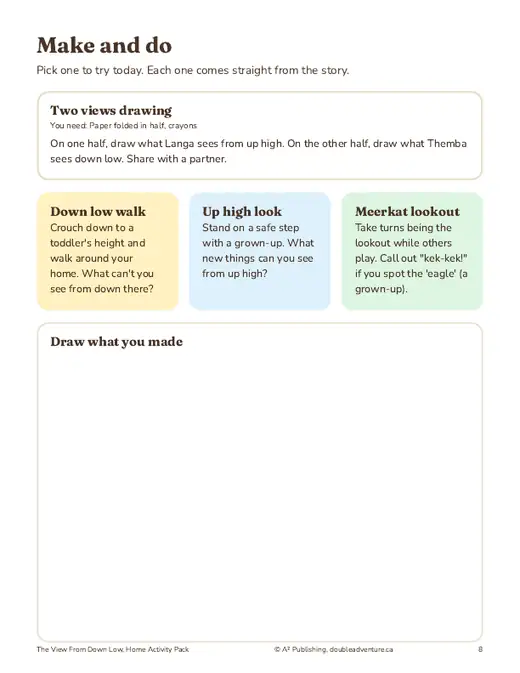 Make and do
Pick one to try today. Each one comes straight from the story.
Two views drawing
You need: Paper folded in half, crayons
On one half, draw what Langa sees from up high. On the other half, draw what Themba
sees down low. Share with a partner.
Down low walk
Crouch down to a
toddler's height and
walk around your
home. What can't you
see from down there?
Up high look
Stand on a safe step
with a grown-up. What
new things can you see
from up high?
Meerkat lookout
Take turns being the
lookout while others
play. Call out "kek-kek!"
if you spot the 'eagle' (a
grown-up).
Draw what you made
The View From Down Low, Home Activity Pack
© A² Publishing, doubleadventure.ca
8